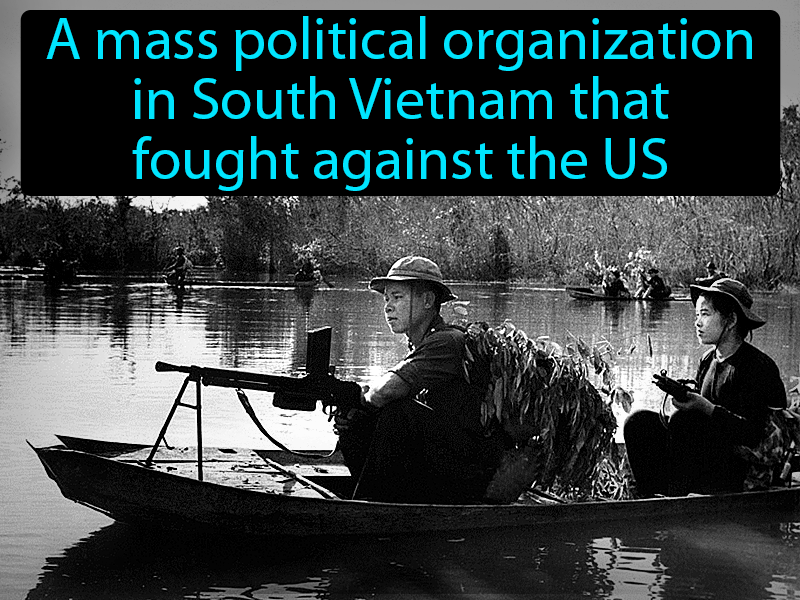 A mass political organization
in South Vietnam that
fought against the US